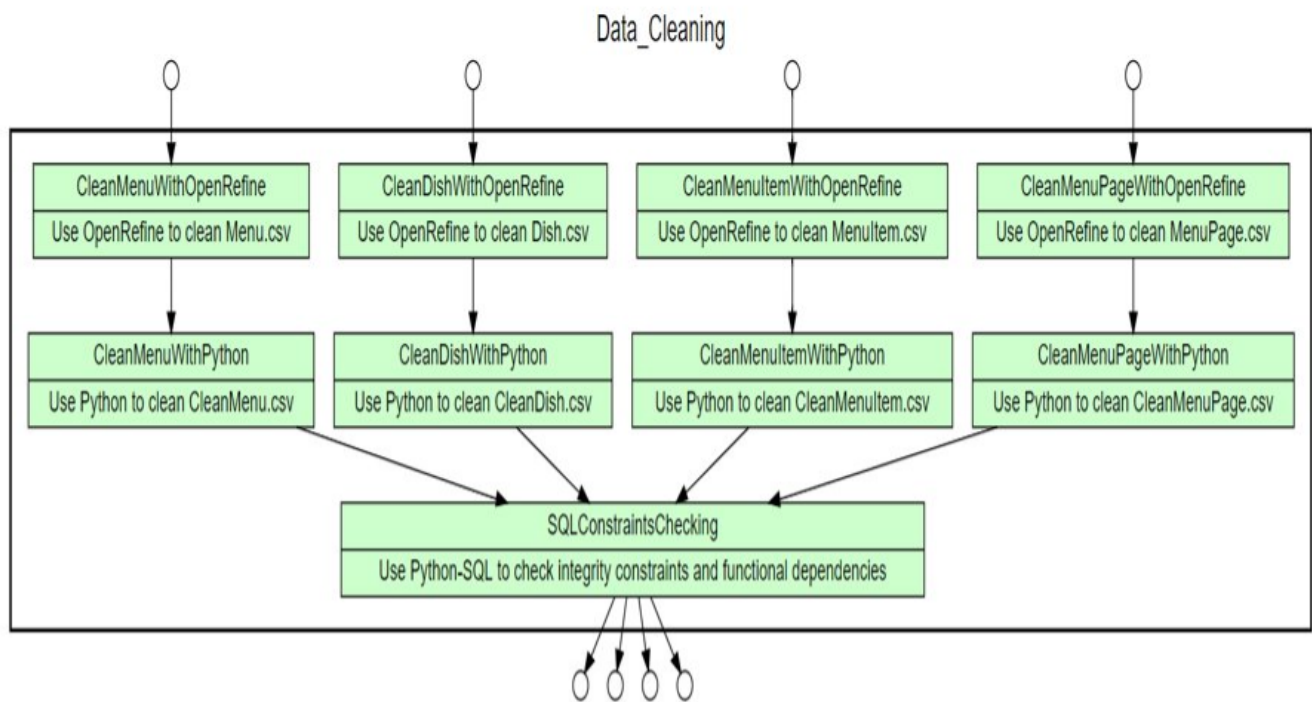 Data_Cleaning
CleanMenuWithOpenRefine
Use OpenRefine to clean Menu.csv
CleanDishWithOpenRefine
Use OpenRefine to clean Dish.csv
CleanMenuItemWithOpenRefine
Use OpenRefine to clean MenuItem.csv
CleanMenuPageWithOpenRefine
Use OpenRefine to clean MenuPage.csv
CleanMenuWithPython
Use Python to clean CleanMenu.csv
CleanDishWithPython
Use Python to clean CleanDish.csv
CleanMenuItemWithPython
Use Python to clean CleanMenuItem.csv
CleanMenuPageWithPython
Use Python to clean CleanMenuPage.csv
SQLConstraintsChecking
Use Python-SQL to check integrity constraints and functional dependencies